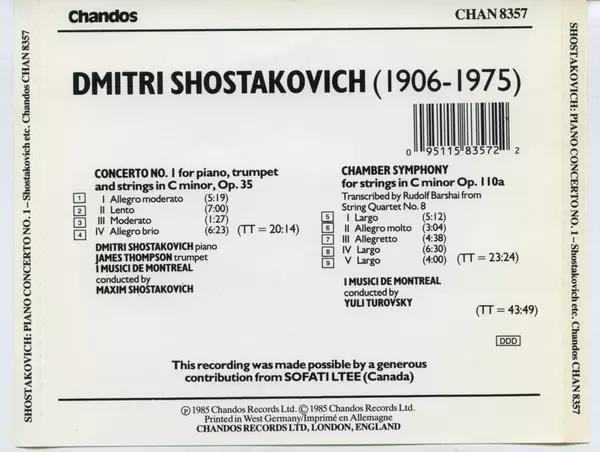 Chandos
CHAN 8357
DMITRI SHOSTAKOVICH (1906-1975)
0 95115 83572 2
CONCERTO NO. 1 for piano, trumpet
and strings in C minor, Op. 35
1 I Allegro moderato (5:19)
2 II Lento (7:00)
3 III Moderato (1:27)
4 IV Allegro brio (6:23) (TT = 20:14)
DMITRI SHOSTAKOVICH piano
JAMES THOMPSON trumpet
I MUSICI DE MONTREAL
conducted by
MAXIM SHOSTAKOVICH
CHAMBER SYMPHONY
for strings in C minor Op. 110a
Transcribed by Rudolf Barshai from
String Quartet No. 8
5 I Largo (5:12)
6 II Allegro molto (3:04)
7 III Allegretto (4:38)
8 IV Largo (6:30)
9 V Largo (4:00) (TT = 23:24)
I MUSICI DE MONTREAL
conducted by
YULI TUROVSKY
(TT = 43:49)
DDD
This recording was made possible by a generous
contribution from SOFATI LTEE (Canada)
℗ 1985 Chandos Records Ltd. © 1985 Chandos Records Ltd.
Printed in West Germany/Imprimé en Allemagne
CHANDOS RECORDS LTD, LONDON, ENGLAND
SHOSTAKOVICH: PIANO CONCERTO NO. 1 – Shostakovich etc. Chandos CHAN 8357
SHOSTAKOVICH: PIANO CONCERTO NO. 1 – Shostakovich etc. Chandos CHAN 8357